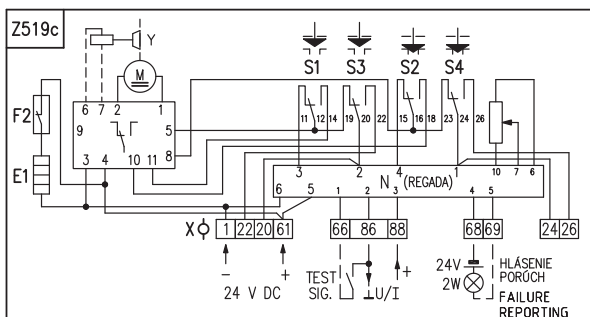 Z519c
Y
M
S1 S3 S2 S4
6 7 2 1
9 5
8
3 4 10 11
F2
E1
11 12 14 19 20 22 15 16 18 23 24 26
3 2 4 1 10 7 6
N (REGADA)
6 5 1 2 3 4 5
X 1 22 20 61 66 86 88 68 69 24 26
− +
24 V DC
TEST
SIG.
U/I
+
24V
2W
HLÁSENIE
PORÚCH
FAILURE
REPORTING